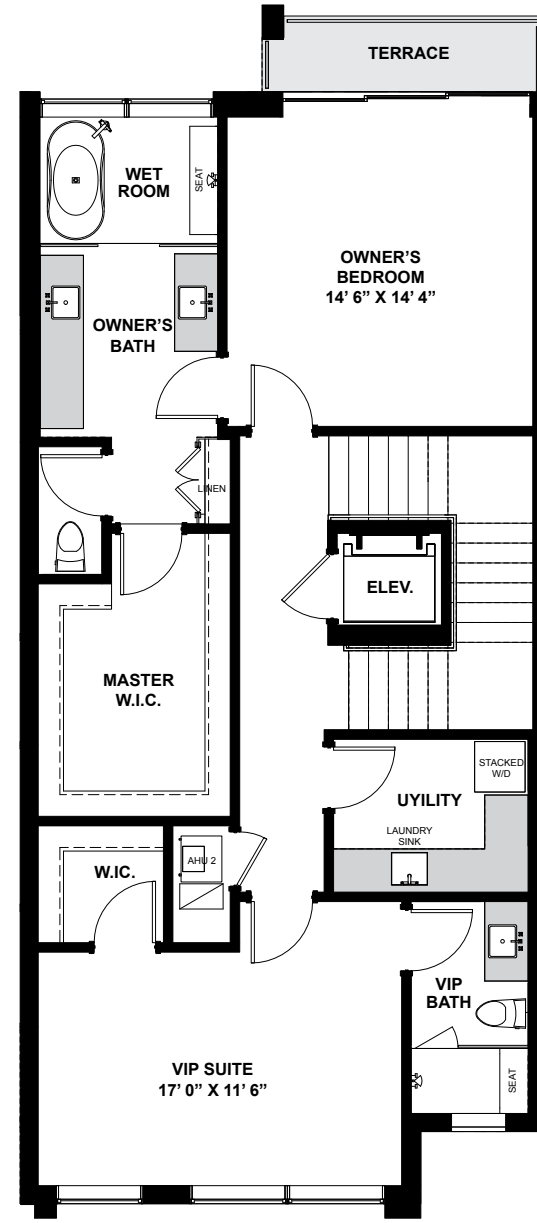 TERRACE
WET
ROOM
SEAT
OWNER’S
BEDROOM
14’ 6” X 14’ 4”
OWNER’S
BATH
LINEN
ELEV.
MASTER
W.I.C.
STACKED
W/D
UYILITY
LAUNDRY
SINK
W.IC.
AHU 2
VIP
BATH
VIP SUITE
17’ 0” X 11’ 6”
SEAT